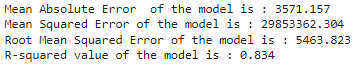 Mean Absolute Error  of the model is : 3571.157
Mean Squared Error of the model is : 29853362.304
Root Mean Squared Error of the model is : 5463.823
R-squared value of the model is : 0.834